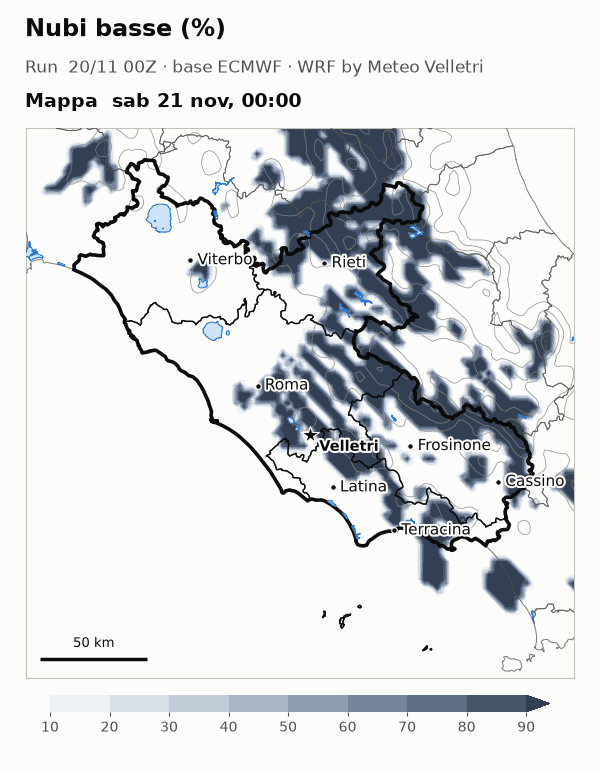 Nubi basse (%)
Run  20/11 00Z · base ECMWF · WRF by Meteo Velletri
Mappa  sab 21 nov, 00:00
Viterbo
Rieti
Roma
Velletri
Frosinone
Cassino
Latina
Terracina
50 km
10 20 30 40 50 60 70 80 90